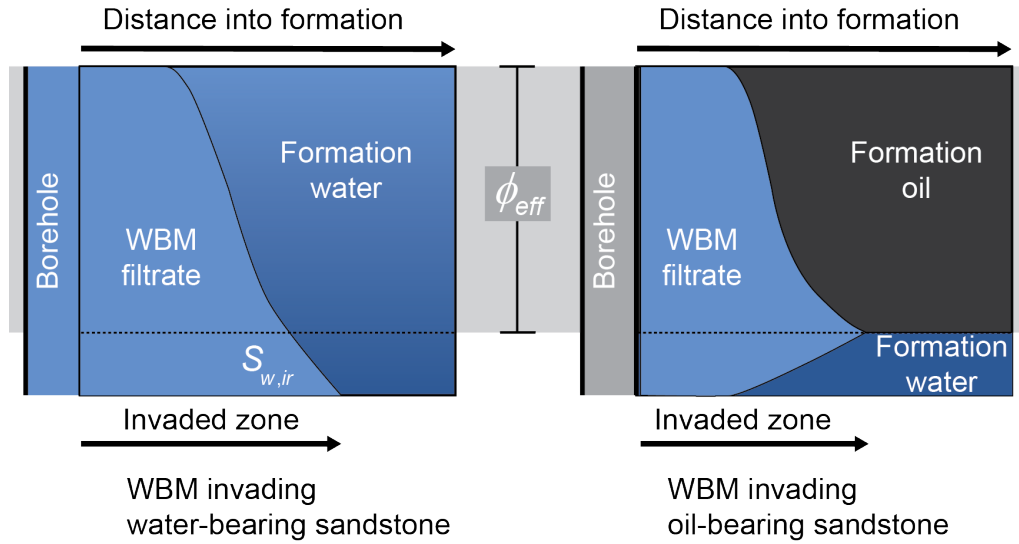 Distance into formation
Borehole
WBM
filtrate
Formation
water
S w,ir
Invaded zone
WBM invading
water-bearing sandstone
ϕ eff
Distance into formation
Borehole
WBM
filtrate
Formation
oil
Formation
water
Invaded zone
WBM invading
oil-bearing sandstone